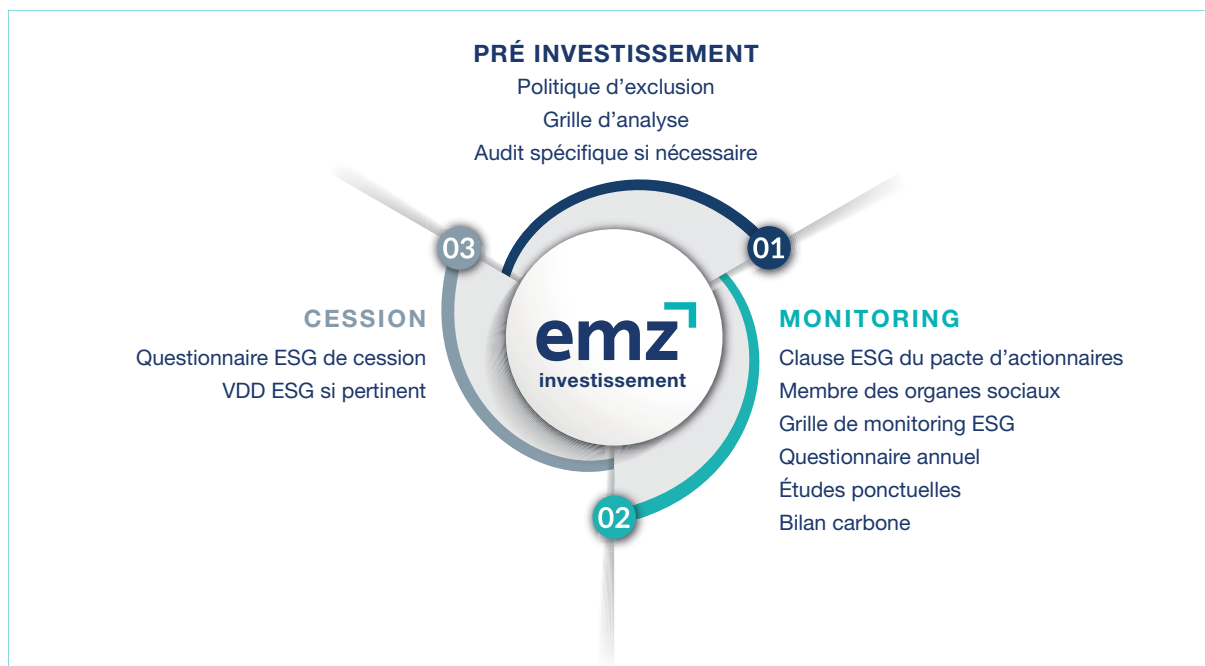 PRÉ INVESTISSEMENT
Politique d’exclusion
Grille d’analyse
Audit spécifique si nécessaire
01
MONITORING
Clause ESG du pacte d’actionnaires
Membre des organes sociaux
Grille de monitoring ESG
Questionnaire annuel
Études ponctuelles
Bilan carbone
02
03
CESSION
Questionnaire ESG de cession
VDD ESG si pertinent
emz
investissement